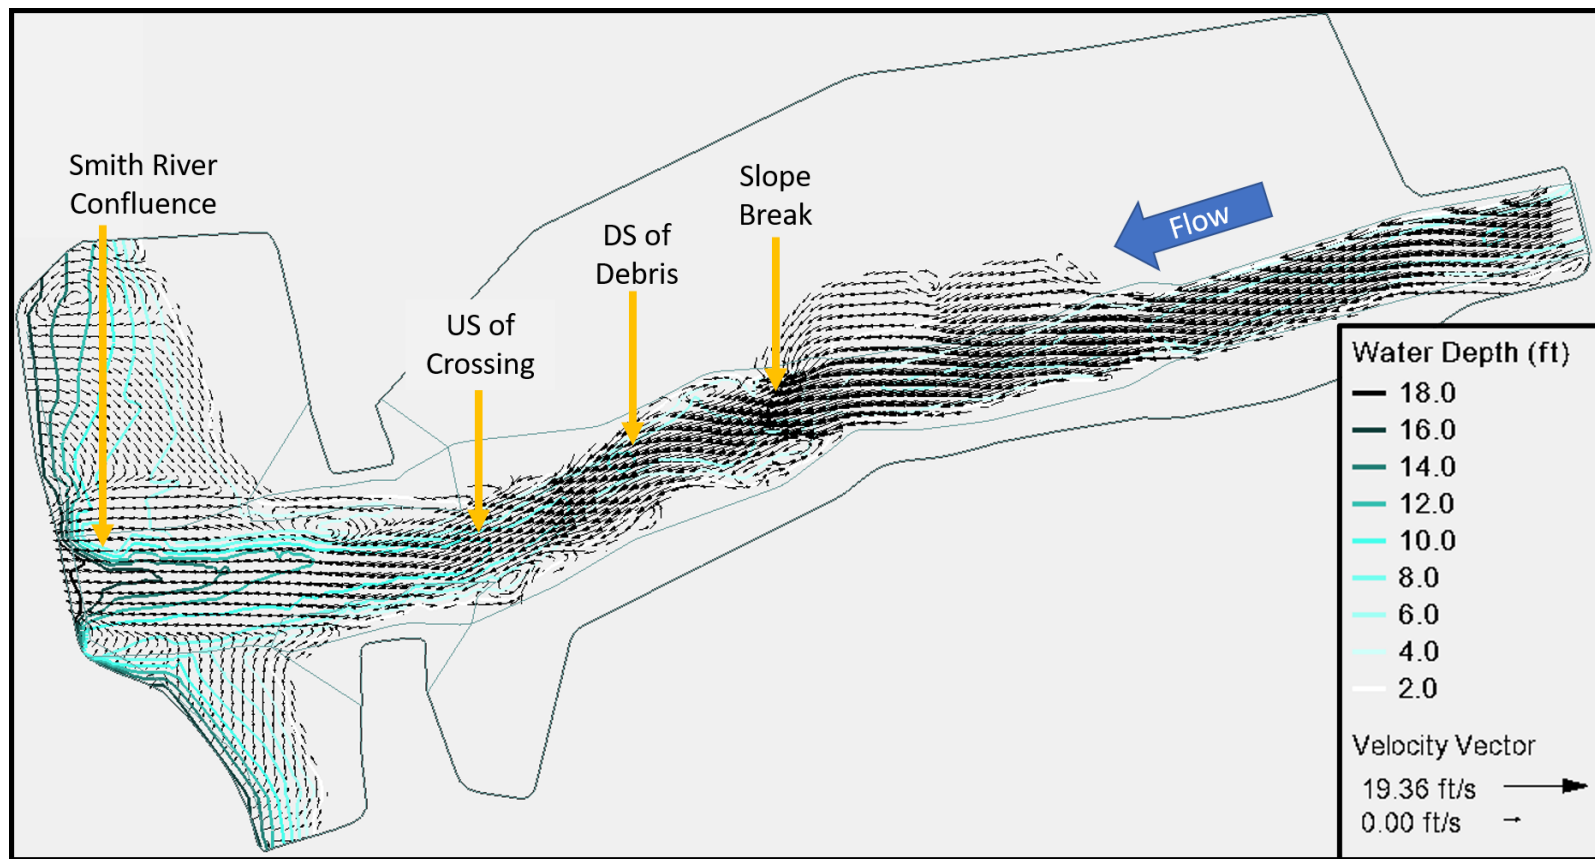 Smith River
Confluence
US of
Crossing
DS of
Debris
Slope
Break
Flow
Water Depth (ft)
18.0
16.0
14.0
12.0
10.0
8.0
6.0
4.0
2.0
Velocity Vector
19.36 ft/s
0.00 ft/s